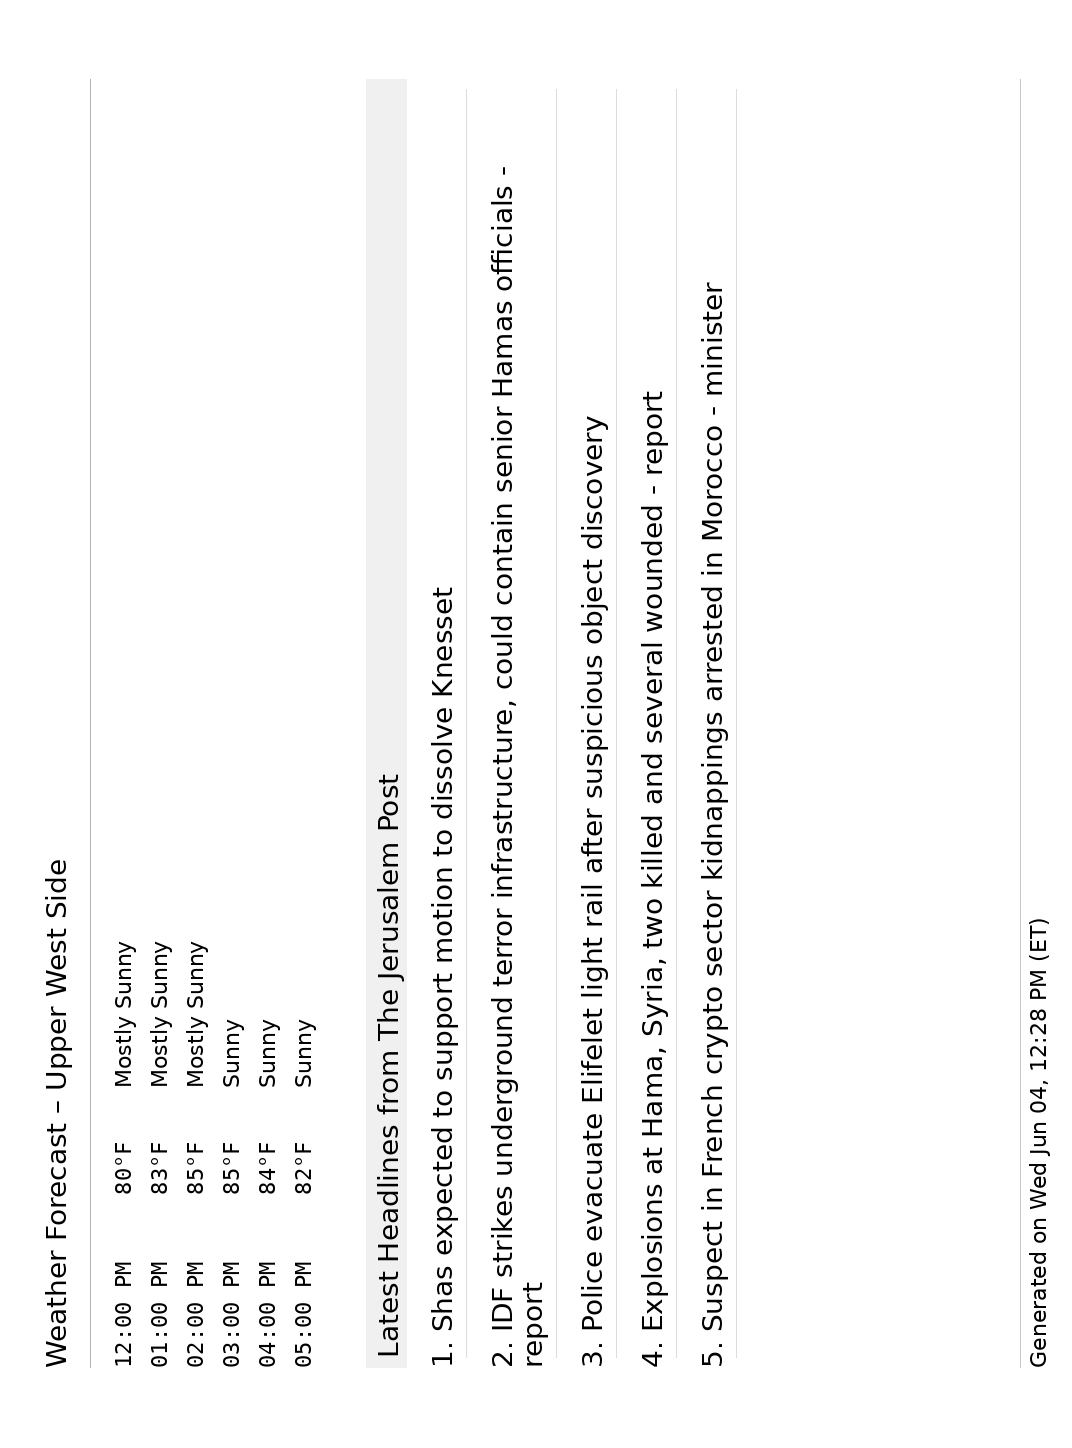 Weather Forecast – Upper West Side
12:00 PM 80°F Mostly Sunny
01:00 PM 83°F Mostly Sunny
02:00 PM 85°F Mostly Sunny
03:00 PM 85°F Sunny
04:00 PM 84°F Sunny
05:00 PM 82°F Sunny
Latest Headlines from The Jerusalem Post
1. Shas expected to support motion to dissolve Knesset
2. IDF strikes underground terror infrastructure, could contain senior Hamas officials -
report
3. Police evacuate Elifelet light rail after suspicious object discovery
4. Explosions at Hama, Syria, two killed and several wounded - report
5. Suspect in French crypto sector kidnappings arrested in Morocco - minister
Generated on Wed Jun 04, 12:28 PM (ET)